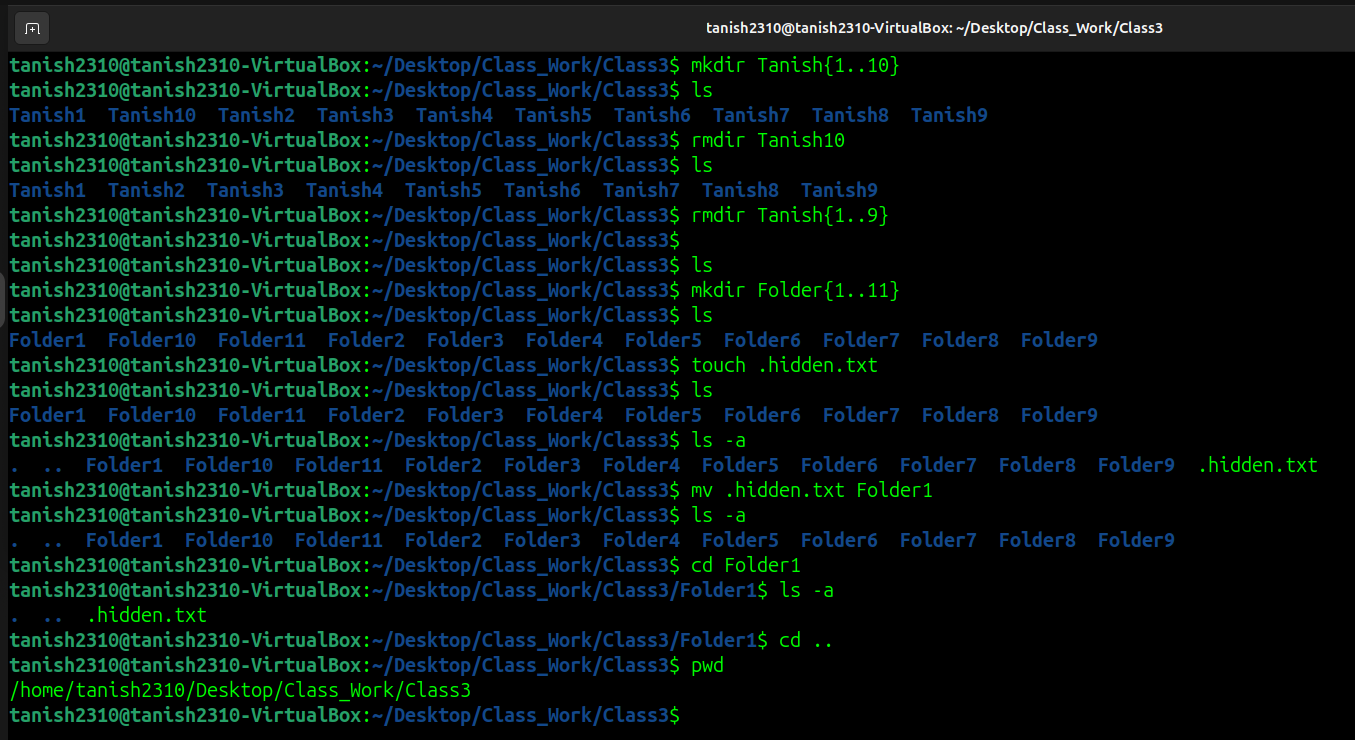 tanish2310@tanish2310-VirtualBox: ~/Desktop/Class_Work/Class3
tanish2310@tanish2310-VirtualBox:~/Desktop/Class_Work/Class3$ mkdir Tanish{1..10}
tanish2310@tanish2310-VirtualBox:~/Desktop/Class_Work/Class3$ ls
Tanish1  Tanish10  Tanish2  Tanish3  Tanish4  Tanish5  Tanish6  Tanish7  Tanish8  Tanish9
tanish2310@tanish2310-VirtualBox:~/Desktop/Class_Work/Class3$ rmdir Tanish10
tanish2310@tanish2310-VirtualBox:~/Desktop/Class_Work/Class3$ ls
Tanish1  Tanish2  Tanish3  Tanish4  Tanish5  Tanish6  Tanish7  Tanish8  Tanish9
tanish2310@tanish2310-VirtualBox:~/Desktop/Class_Work/Class3$ rmdir Tanish{1..9}
tanish2310@tanish2310-VirtualBox:~/Desktop/Class_Work/Class3$
tanish2310@tanish2310-VirtualBox:~/Desktop/Class_Work/Class3$ ls
tanish2310@tanish2310-VirtualBox:~/Desktop/Class_Work/Class3$ mkdir Folder{1..11}
tanish2310@tanish2310-VirtualBox:~/Desktop/Class_Work/Class3$ ls
Folder1  Folder10  Folder11  Folder2  Folder3  Folder4  Folder5  Folder6  Folder7  Folder8  Folder9
tanish2310@tanish2310-VirtualBox:~/Desktop/Class_Work/Class3$ touch .hidden.txt
tanish2310@tanish2310-VirtualBox:~/Desktop/Class_Work/Class3$ ls
Folder1  Folder10  Folder11  Folder2  Folder3  Folder4  Folder5  Folder6  Folder7  Folder8  Folder9
tanish2310@tanish2310-VirtualBox:~/Desktop/Class_Work/Class3$ ls -a
.  ..  Folder1  Folder10  Folder11  Folder2  Folder3  Folder4  Folder5  Folder6  Folder7  Folder8  Folder9  .hidden.txt
tanish2310@tanish2310-VirtualBox:~/Desktop/Class_Work/Class3$ mv .hidden.txt Folder1
tanish2310@tanish2310-VirtualBox:~/Desktop/Class_Work/Class3$ ls -a
.  ..  Folder1  Folder10  Folder11  Folder2  Folder3  Folder4  Folder5  Folder6  Folder7  Folder8  Folder9
tanish2310@tanish2310-VirtualBox:~/Desktop/Class_Work/Class3$ cd Folder1
tanish2310@tanish2310-VirtualBox:~/Desktop/Class_Work/Class3/Folder1$ ls -a
.  ..  .hidden.txt
tanish2310@tanish2310-VirtualBox:~/Desktop/Class_Work/Class3/Folder1$ cd ..
tanish2310@tanish2310-VirtualBox:~/Desktop/Class_Work/Class3$ pwd
/home/tanish2310/Desktop/Class_Work/Class3
tanish2310@tanish2310-VirtualBox:~/Desktop/Class_Work/Class3$